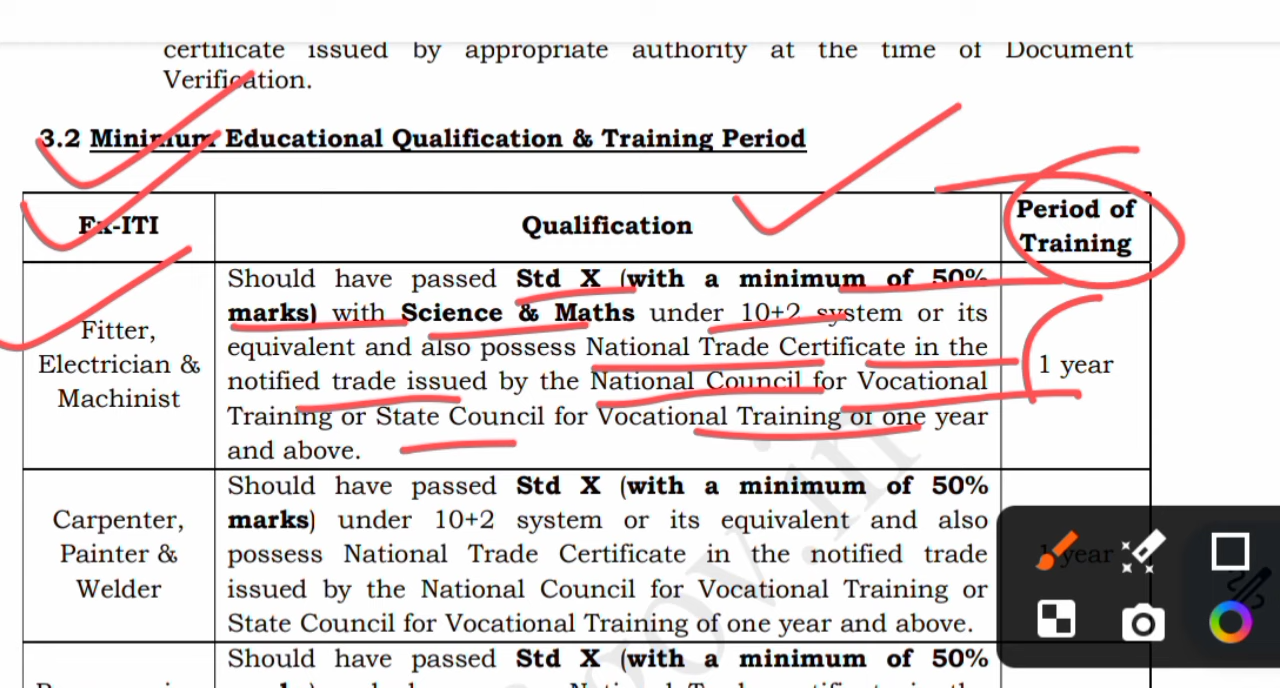 certificate issued by appropriate authority at the time of Document
Verification.
3.2 Minimum Educational Qualification & Training Period
Ex-ITI
Qualification
Period of
Training
Fitter,
Electrician &
Machinist
Should have passed Std X (with a minimum of 50%
marks) with Science & Maths under 10+2 system or its
equivalent and also possess National Trade Certificate in the
notified trade issued by the National Council for Vocational
Training or State Council for Vocational Training of one year
and above.
1 year
Carpenter,
Painter &
Welder
Should have passed Std X (with a minimum of 50%
marks) under 10+2 system or its equivalent and also
possess National Trade Certificate in the notified trade
issued by the National Council for Vocational Training or
State Council for Vocational Training of one year and above.
1 year
Should have passed Std X (with a minimum of 50%